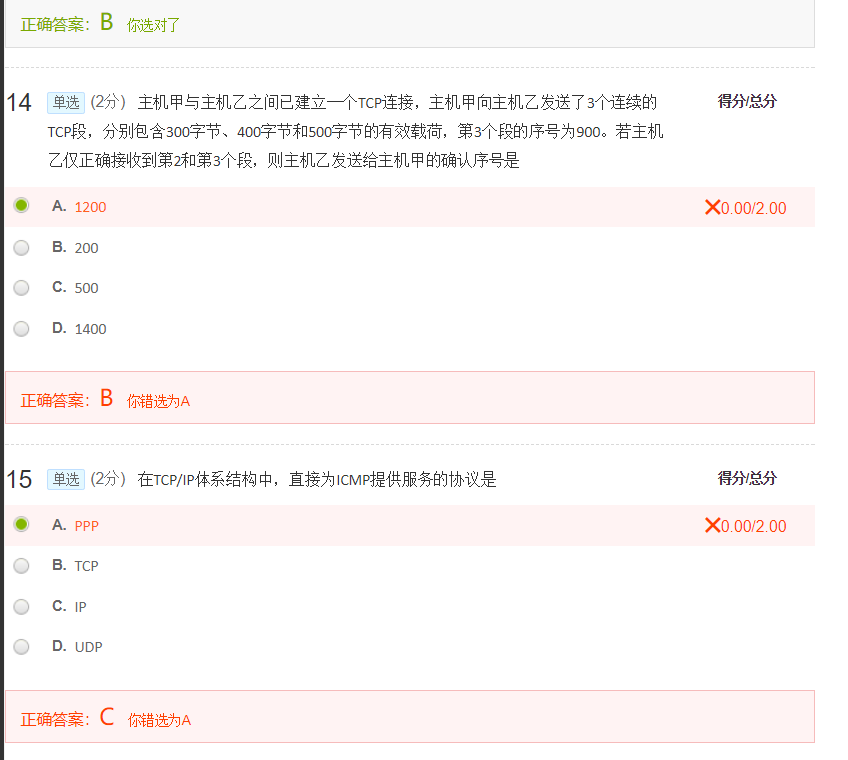 正确答案：B 你选对了
14 单选 (2分) 主机甲与主机乙之间已建立一个TCP连接，主机甲向主机乙发送了3个连续的 得分/总分
TCP段，分别包含300字节、400字节和500字节的有效载荷，第3个段的序号为900。若主机
乙仅正确接收到第2和第3个段，则主机乙发送给主机甲的确认序号是
A. 1200 0.00/2.00
B. 200
C. 500
D. 1400
正确答案：B 你错选为A
15 单选 (2分) 在TCP/IP体系结构中，直接为ICMP提供服务的协议是 得分/总分
A. PPP 0.00/2.00
B. TCP
C. IP
D. UDP
正确答案：C 你错选为A